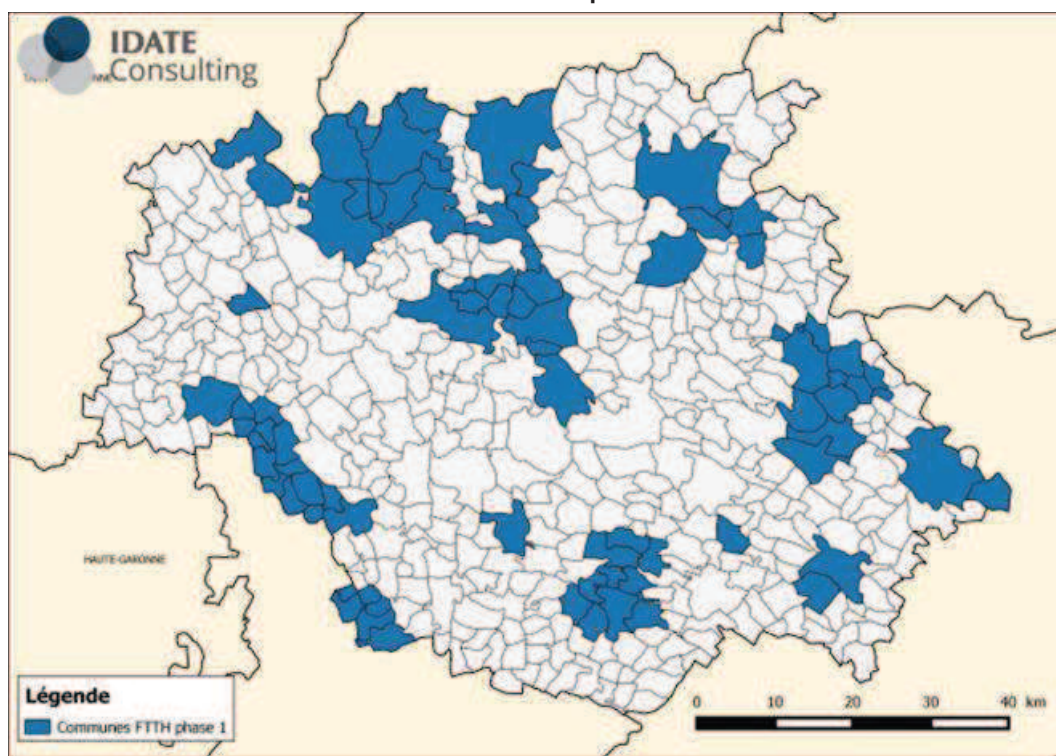 IDATE
Consulting
HAUTE-GARONNE
Légende
Communes FTTH phase 1
0 10 20 30 40 km